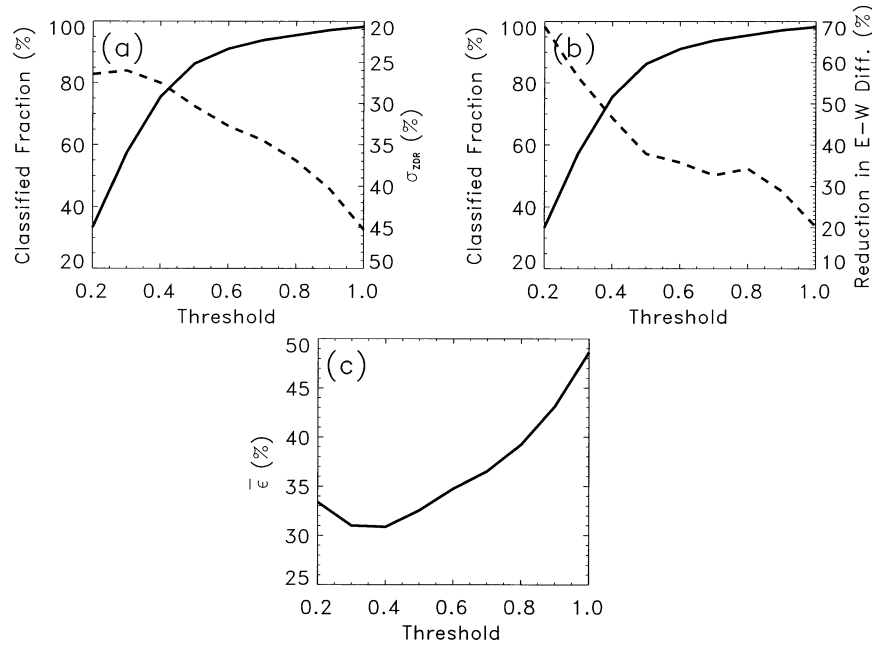 (a)
Classified Fraction (%)
100
80
60
40
20
20
25
30
35
40
45
50
σZDR (%)
0.2 0.4 0.6 0.8 1.0
Threshold
(b)
Classified Fraction (%)
100
80
60
40
20
70
60
50
40
30
20
10
Reduction in E–W Diff. (%)
0.2 0.4 0.6 0.8 1.0
Threshold
(c)
ε̅ (%)
50
45
40
35
30
25
0.2 0.4 0.6 0.8 1.0
Threshold